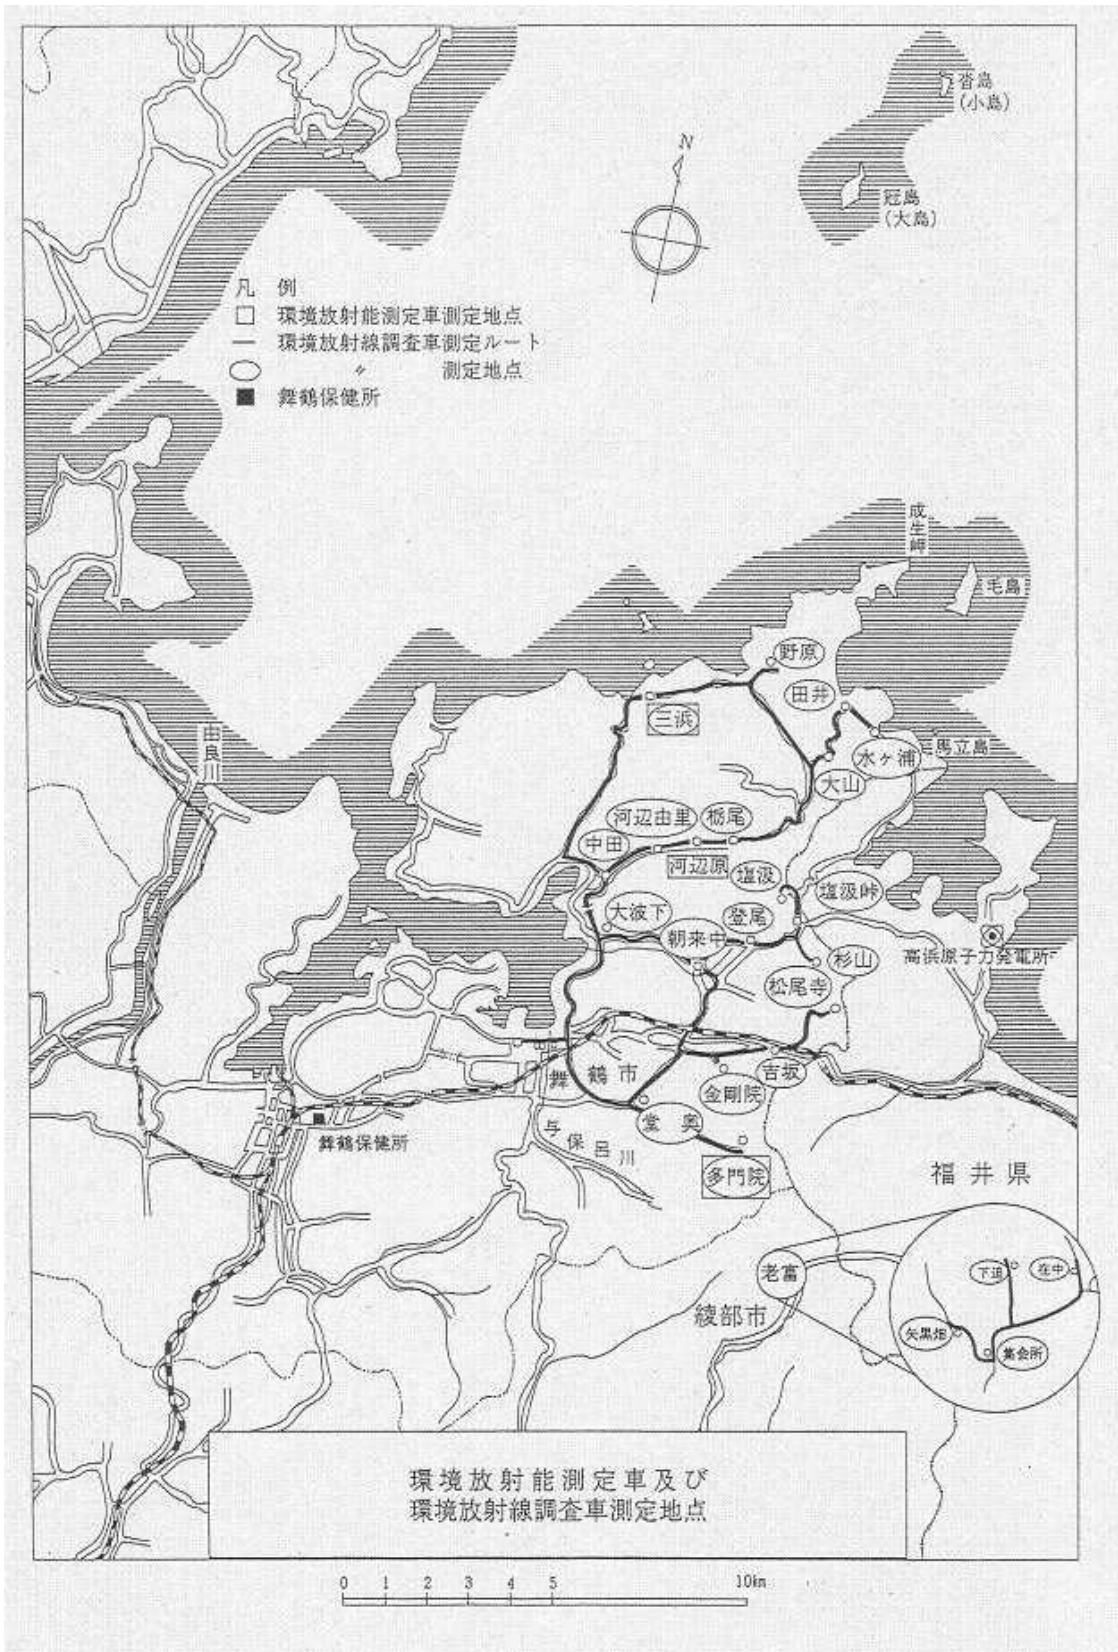 沓島
(小島)
N
冠島
(大島)
凡 例
環境放射能測定車測定地点
環境放射線調査車測定ルート
〃 測定地点
舞鶴保健所
成生岬
毛島
野原
田井
三浜
由良川
馬立島
水ヶ浦
大山
河辺由里
栃尾
中田
河辺原
塩汲
塩汲峠
大波下
登尾
朝来中
杉山
高浜原子力発電所
松尾寺
舞鶴市
吉坂
金剛院
堂奥
舞鶴保健所
与保呂川
多門院
福井県
老富
下迫
在中
綾部市
矢黒畑
集会所
環境放射能測定車及び
環境放射線調査車測定地点
0 1 2 3 4 5 10km